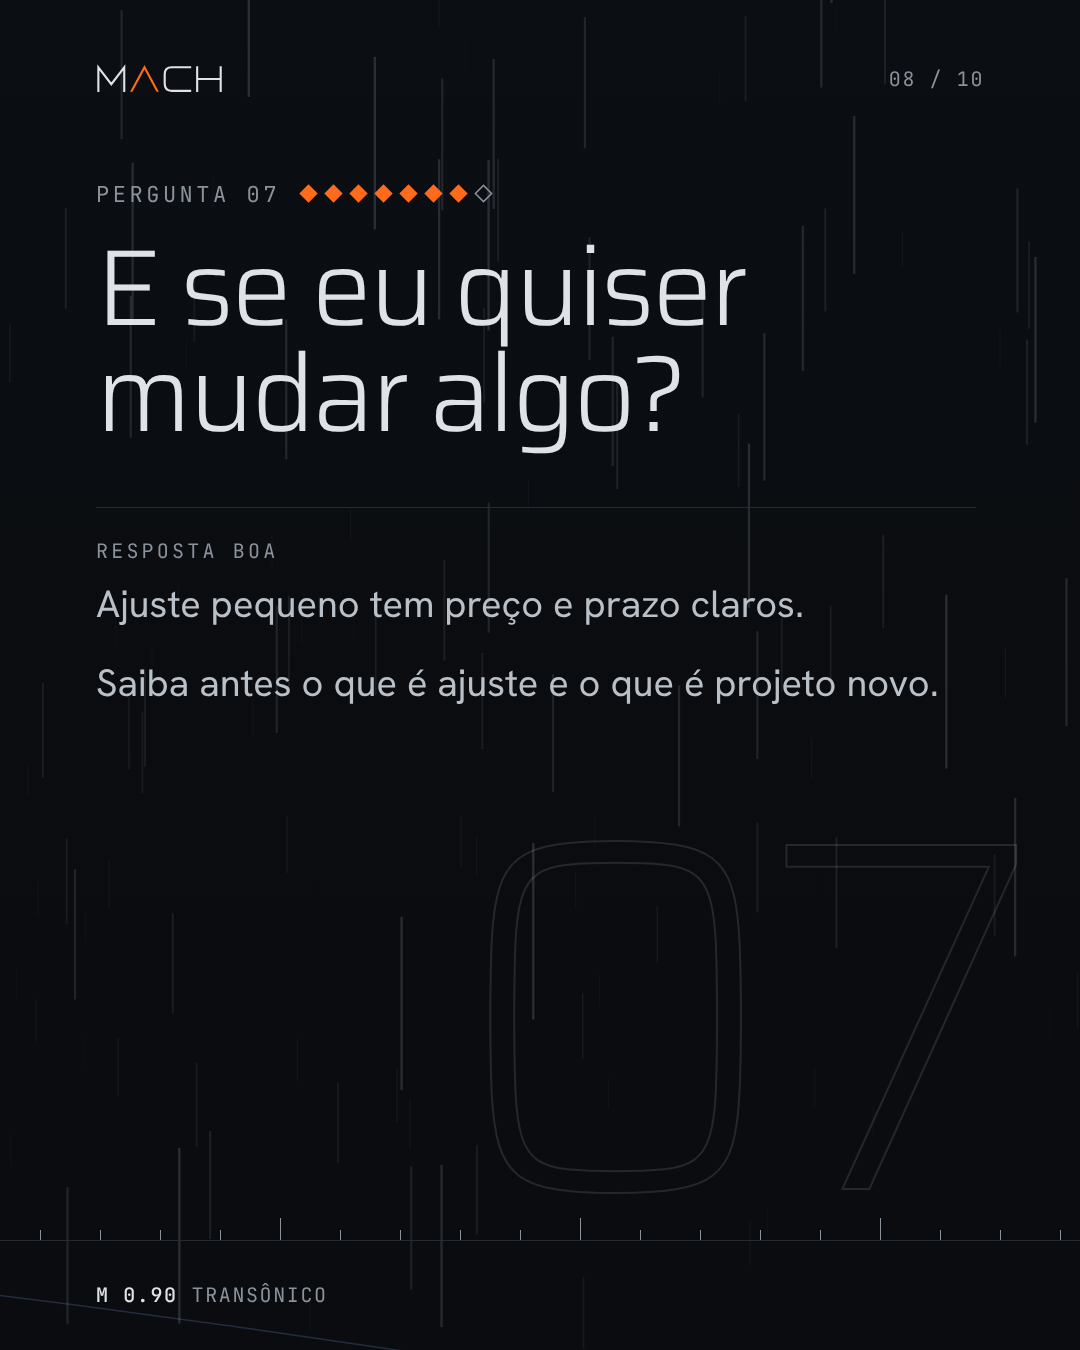 MACH
08 / 10
PERGUNTA 07
E se eu quiser
mudar algo?
RESPOSTA BOA
Ajuste pequeno tem preço e prazo claros.
Saiba antes o que é ajuste e o que é projeto novo.
07
M 0.90 TRANSÔNICO